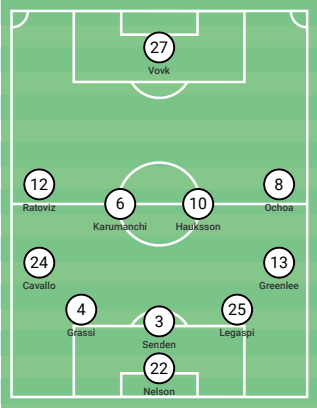 27
Vovk
12
8
Ratoviz
Ochoa
6
10
Karumanchi
Hauksson
24
13
Cavallo
Greenlee
4
25
Grassi
Legaspi
3
Senden
22
Nelson